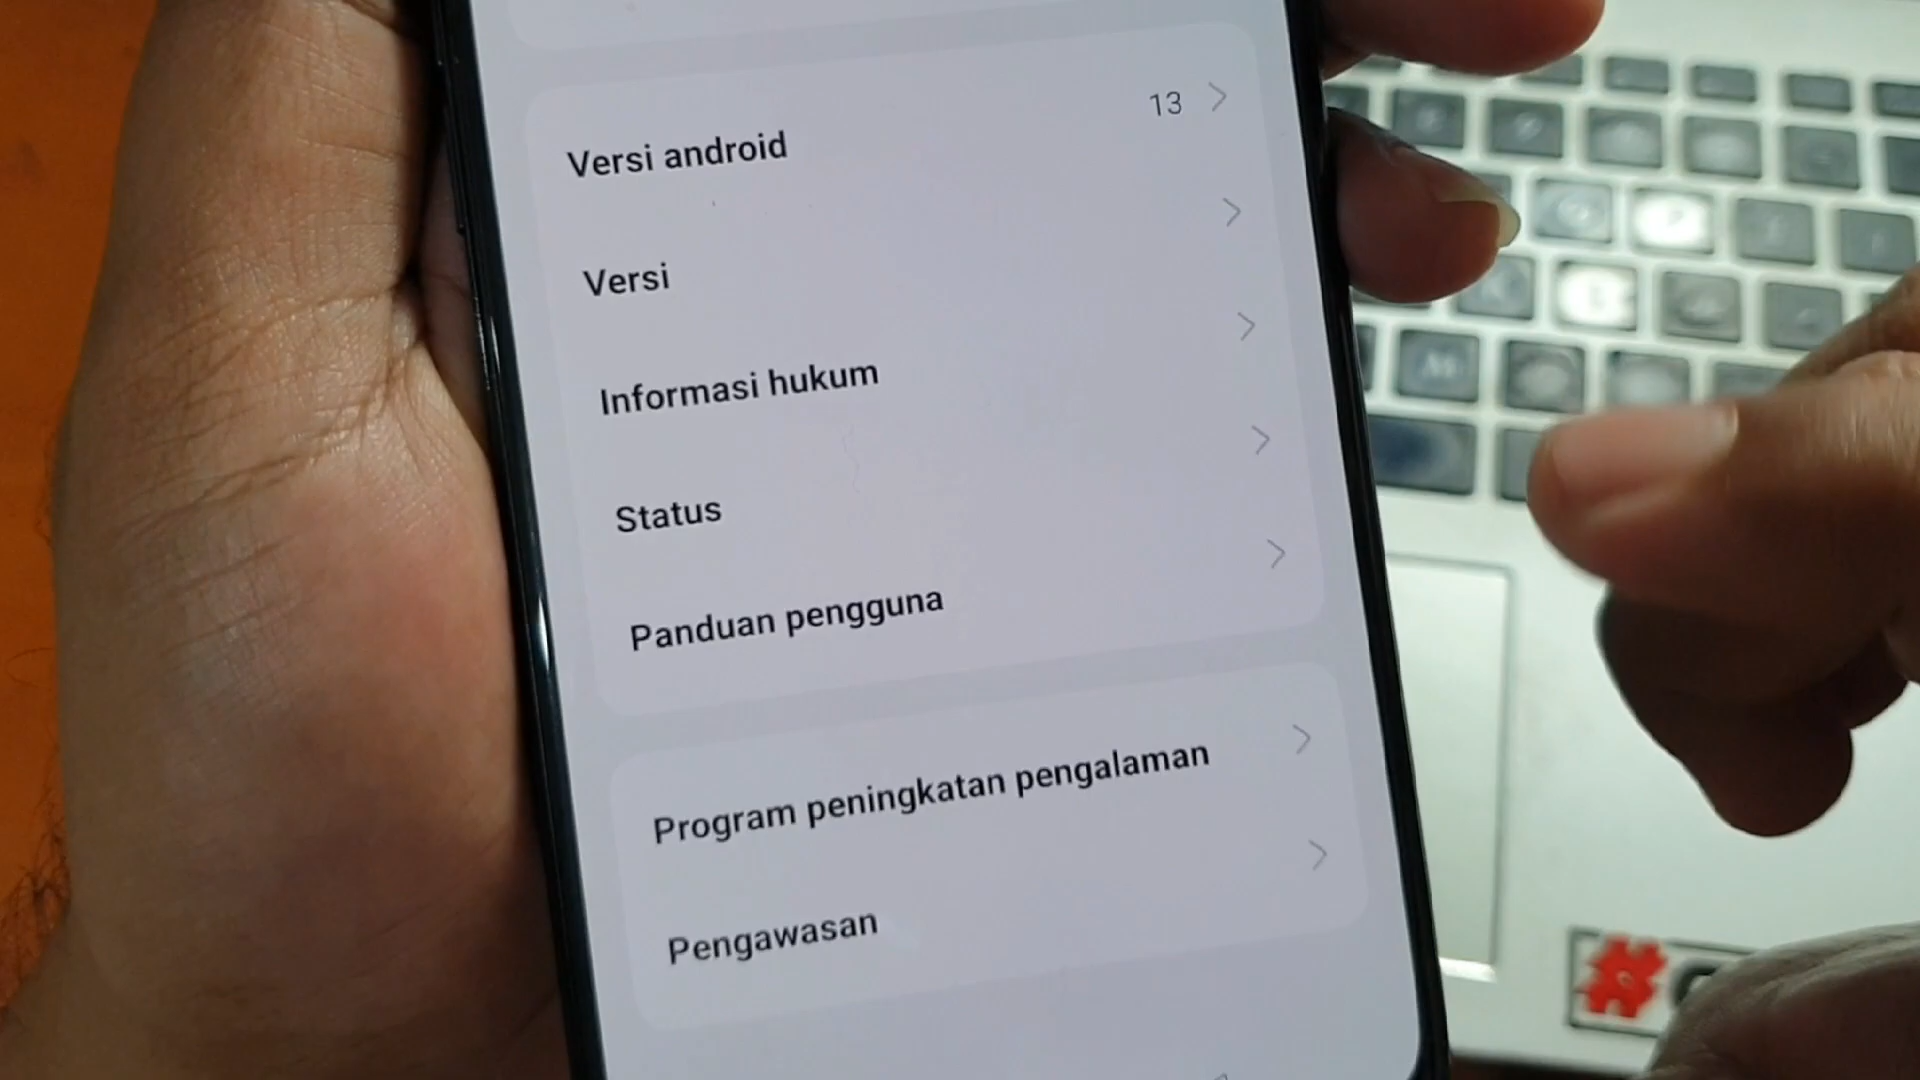 Versi android 13
Versi
Informasi hukum
Status
Panduan pengguna
Program peningkatan pengalaman
Pengawasan